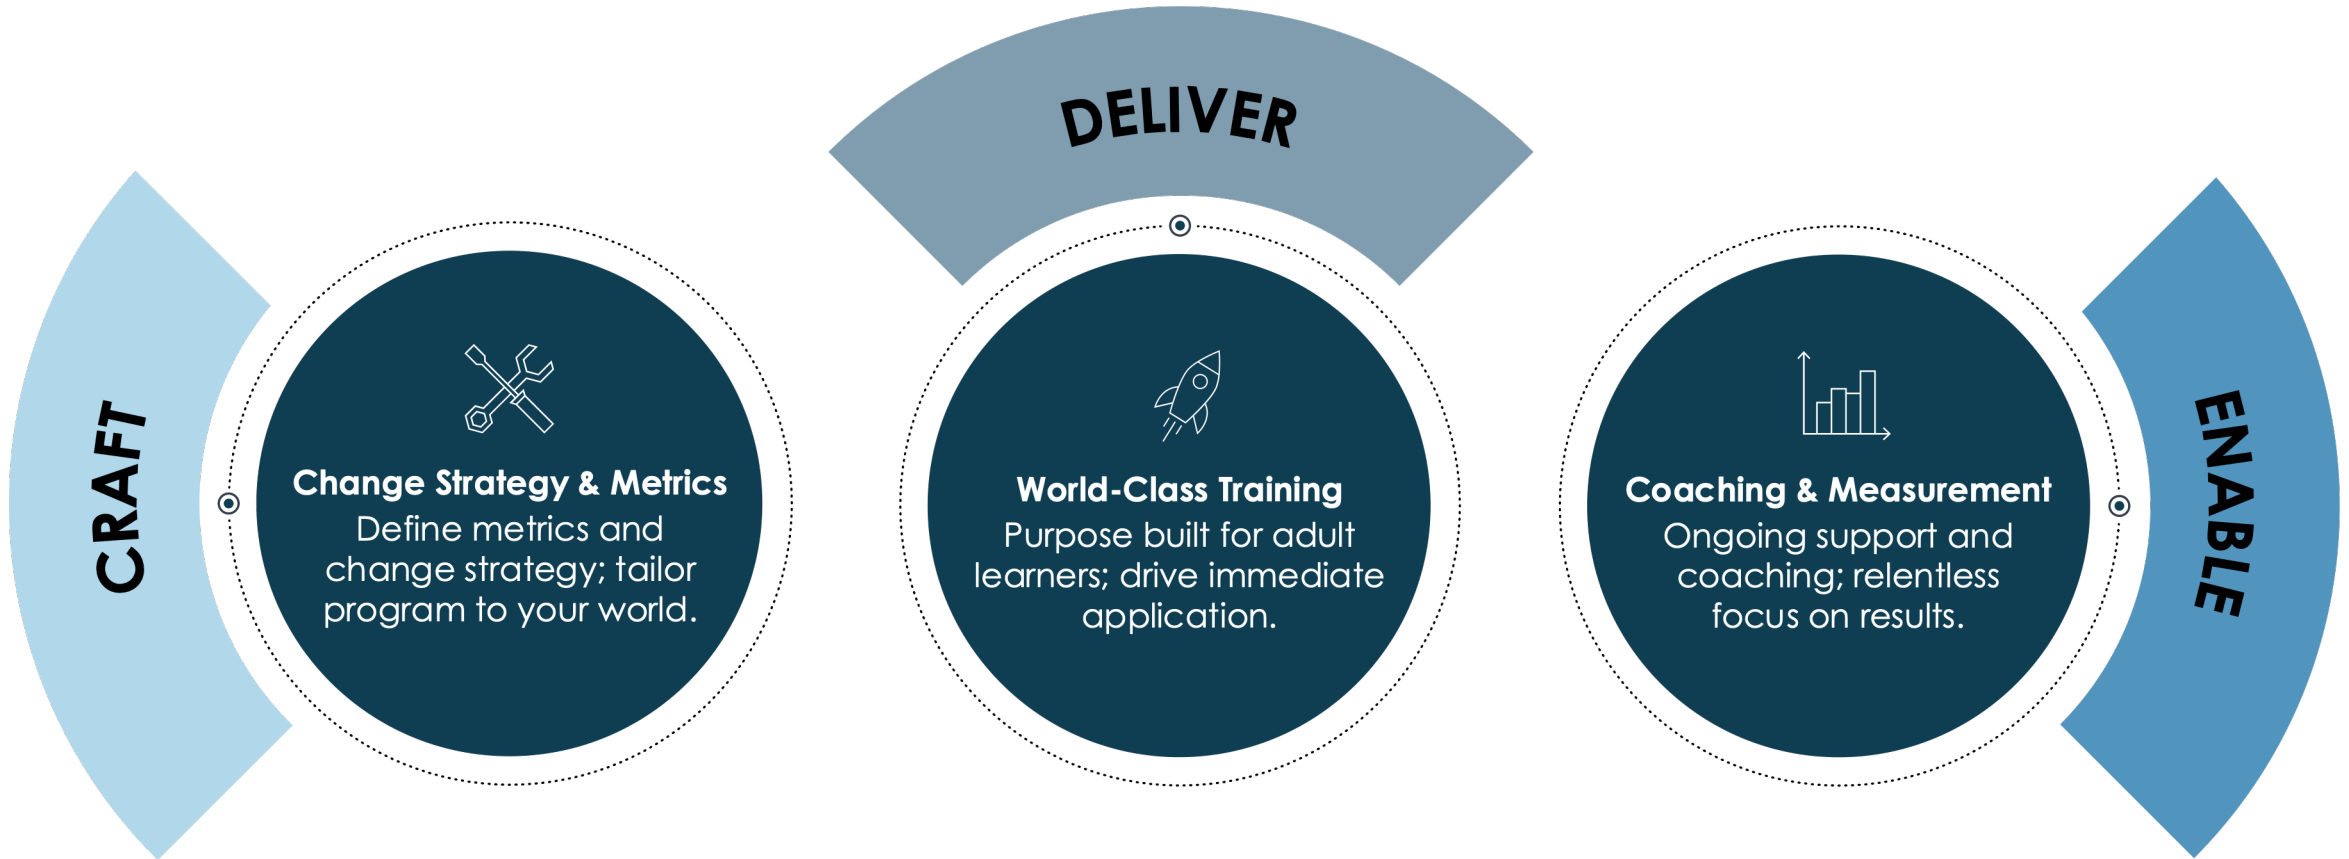 CRAFT
Change Strategy & Metrics
Define metrics and
change strategy; tailor
program to your world.
DELIVER
World-Class Training
Purpose built for adult
learners; drive immediate
application.
ENABLE
Coaching & Measurement
Ongoing support and
coaching; relentless
focus on results.